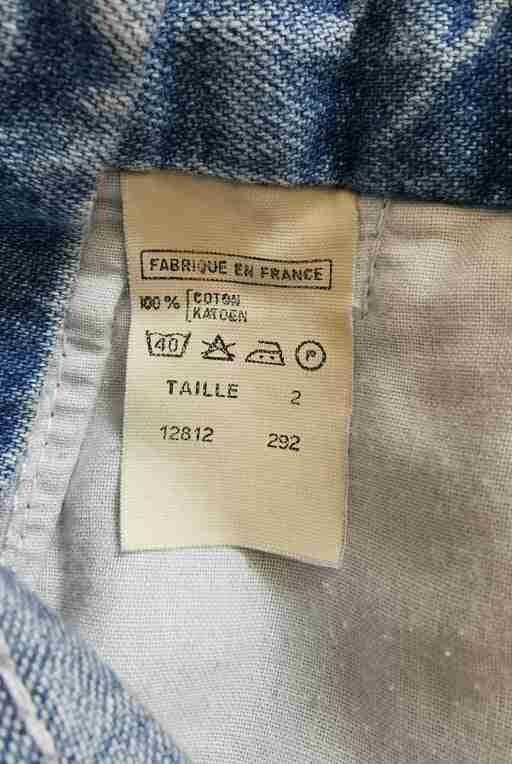 FABRIQUE EN FRANCE
100% COTON
KATOEN
40 P
TAILLE 2
12812 292